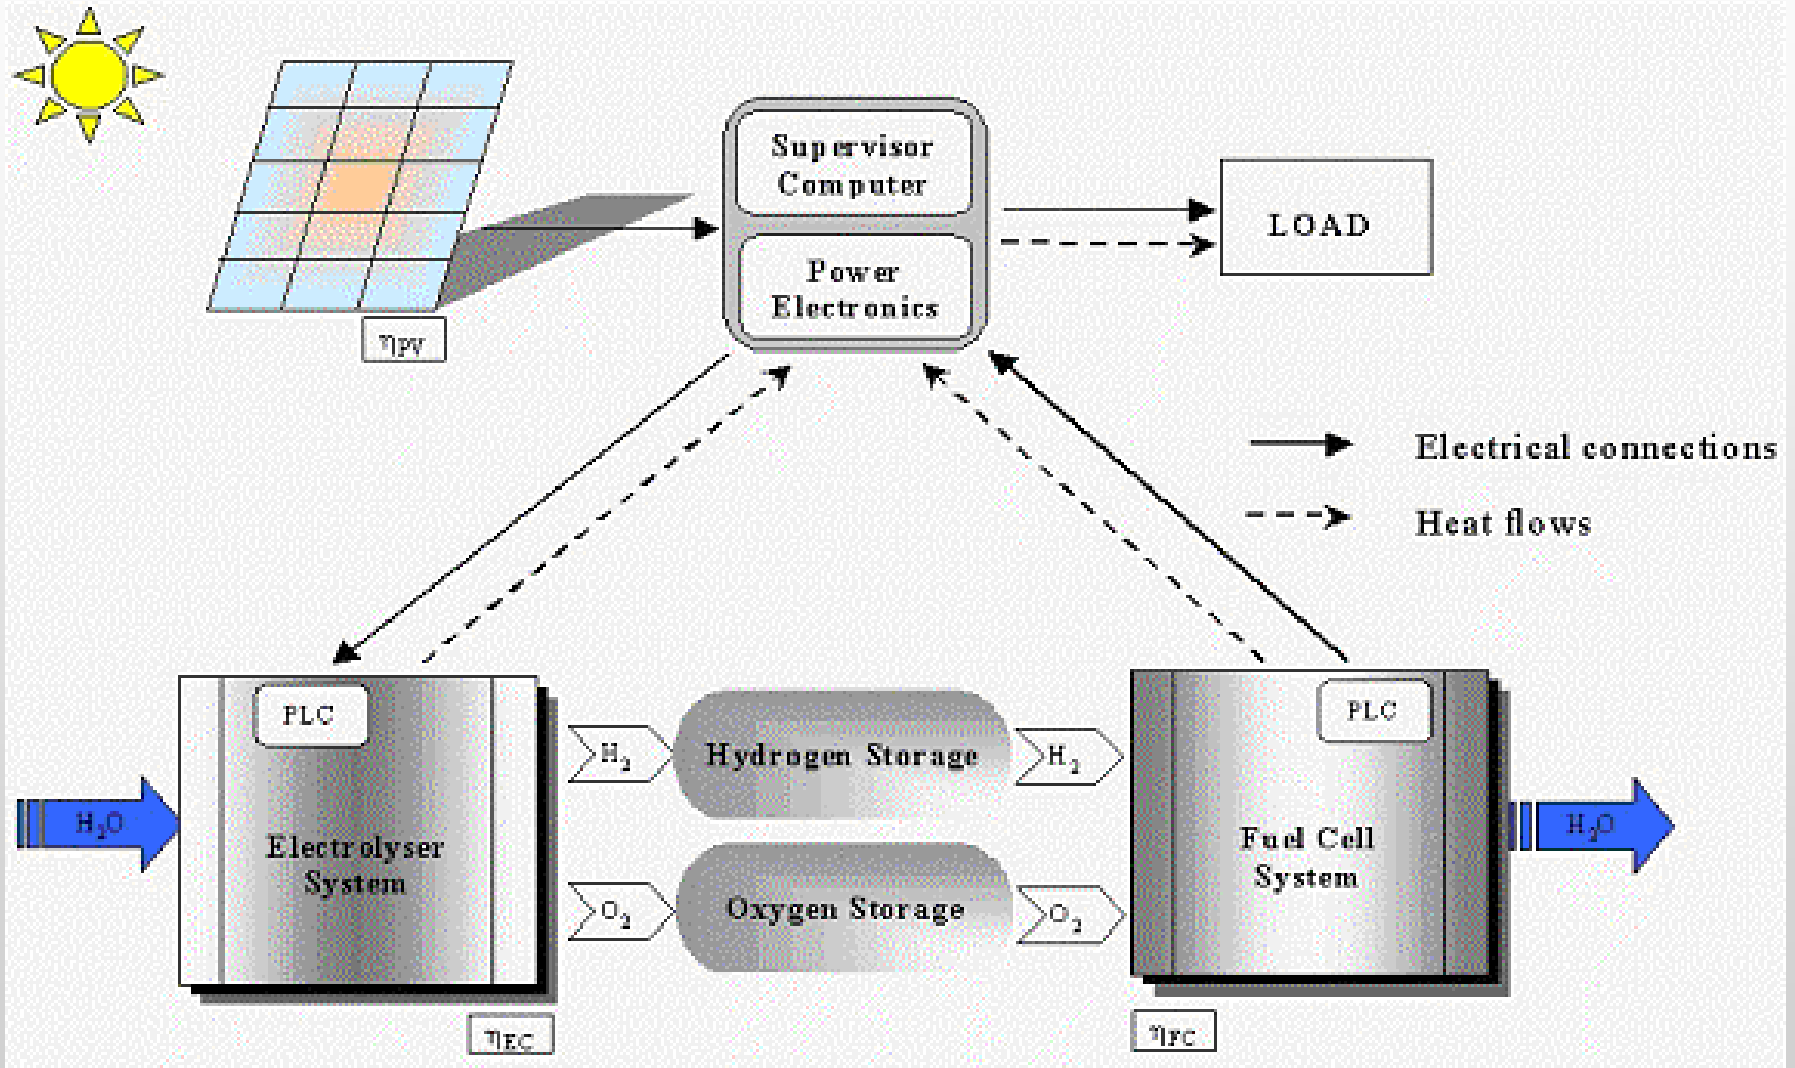 Supervisor
Computer
Power
Electronics
LOAD
ηPV
Electrical connections
Heat flows
PLC
PLC
H2
Hydrogen Storage
H2
H2O
Electrolyser
System
Fuel Cell
System
H2O
O2
Oxygen Storage
O2
ηEC
ηFC